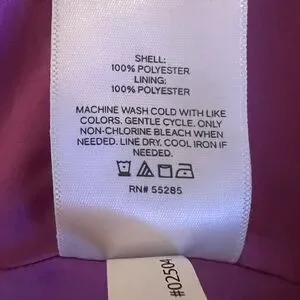 SHELL:
100% POLYESTER
LINING:
100% POLYESTER
MACHINE WASH COLD WITH LIKE
COLORS. GENTLE CYCLE. ONLY
NON-CHLORINE BLEACH WHEN
NEEDED. LINE DRY. COOL IRON IF
NEEDED.
RN# 55285
#02504